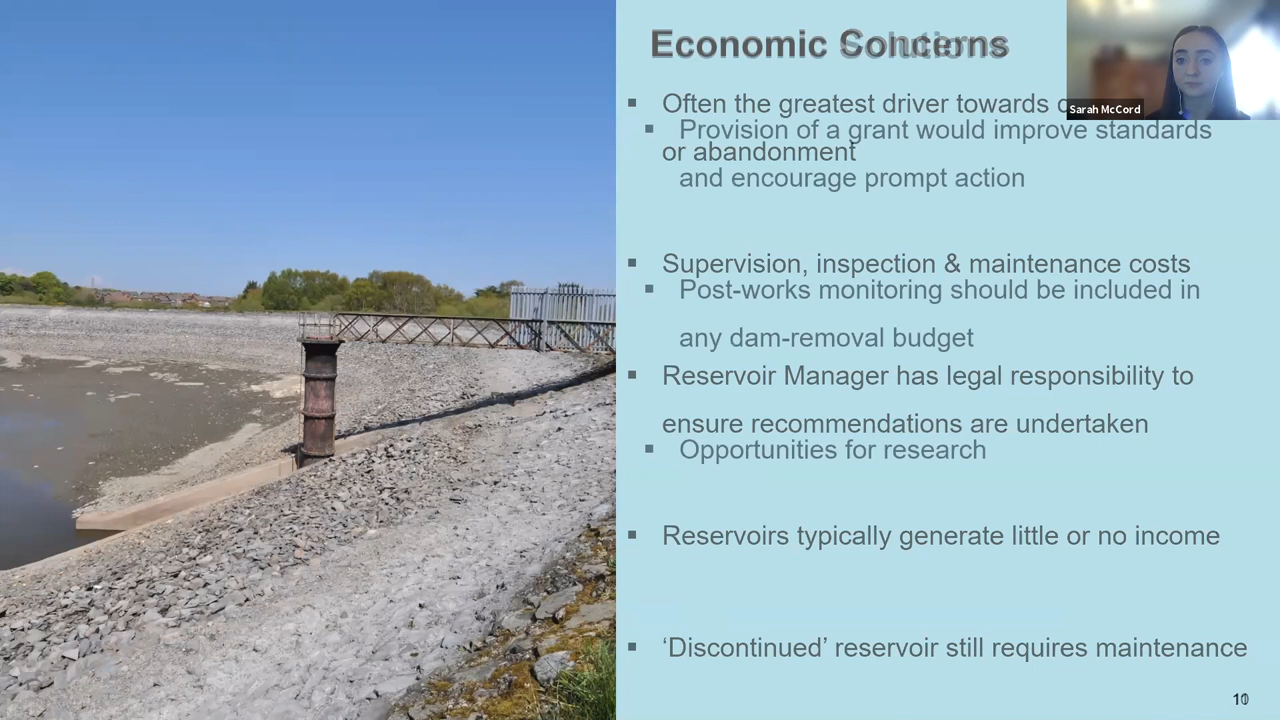 Economic Concerns
Solutions
Often the greatest driver towards
Provision of a grant would improve standards
or abandonment
and encourage prompt action
Supervision, inspection & maintenance costs
Post-works monitoring should be included in
any dam-removal budget
Reservoir Manager has legal responsibility to
ensure recommendations are undertaken
Opportunities for research
Reservoirs typically generate little or no income
‘Discontinued’ reservoir still requires maintenance
Sarah McCord